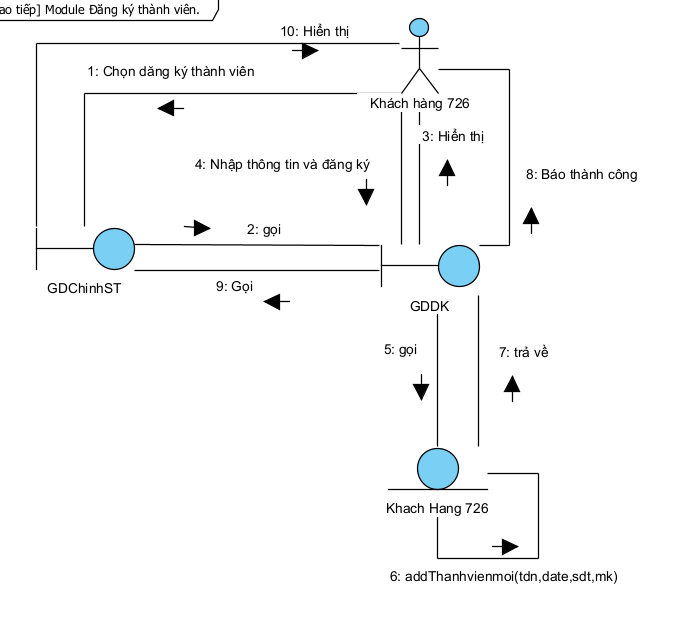 ao tiếp] Module Đăng ký thành viên.
10: Hiển thị
1: Chọn dăng ký thành viên
Khách hàng 726
3: Hiển thị
4: Nhập thông tin và đăng ký
8: Báo thành công
2: gọi
GDChinhST
9: Gọi
GDDK
5: gọi
7: trả về
Khach Hang 726
6: addThanhvienmoi(tdn,date,sdt,mk)